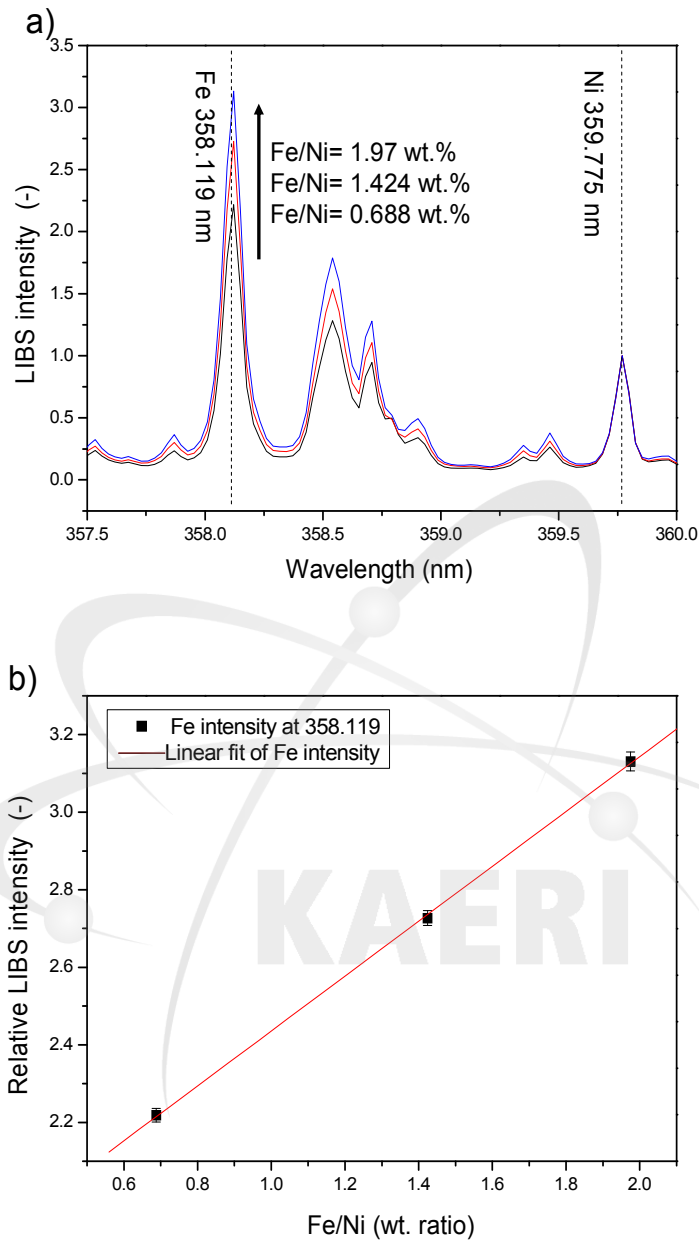 a)
3.5
3.0
2.5
2.0
1.5
1.0
0.5
0.0
LIBS intensity (-)
Fe 358.119 nm
Fe/Ni= 1.97 wt.%
Fe/Ni= 1.424 wt.%
Fe/Ni= 0.688 wt.%
Ni 359.775 nm
357.5 358.0 358.5 359.0 359.5 360.0
Wavelength (nm)
b)
Fe intensity at 358.119
Linear fit of Fe intensity
3.2
3.0
2.8
2.6
2.4
2.2
Relative LIBS intensity (-)
KAERI
0.6 0.8 1.0 1.2 1.4 1.6 1.8 2.0
Fe/Ni (wt. ratio)